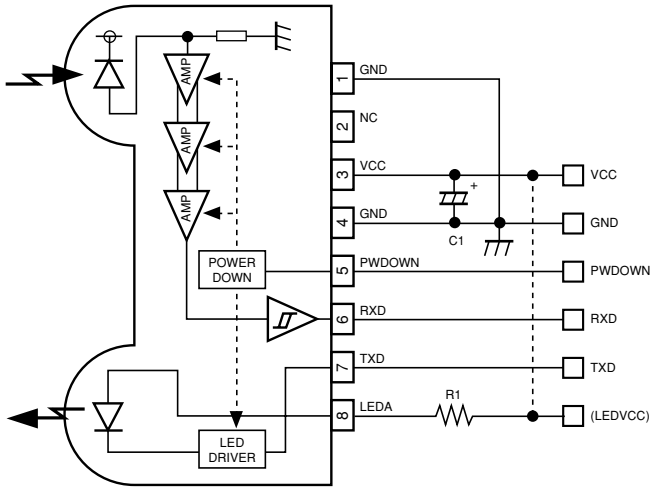 AMP
AMP
AMP
POWER
DOWN
LED
DRIVER
1
GND
2
NC
3
VCC
4
GND
5
PWDOWN
6
RXD
7
TXD
8
LEDA
+
C1
R1
VCC
GND
PWDOWN
RXD
TXD
(LEDVCC)